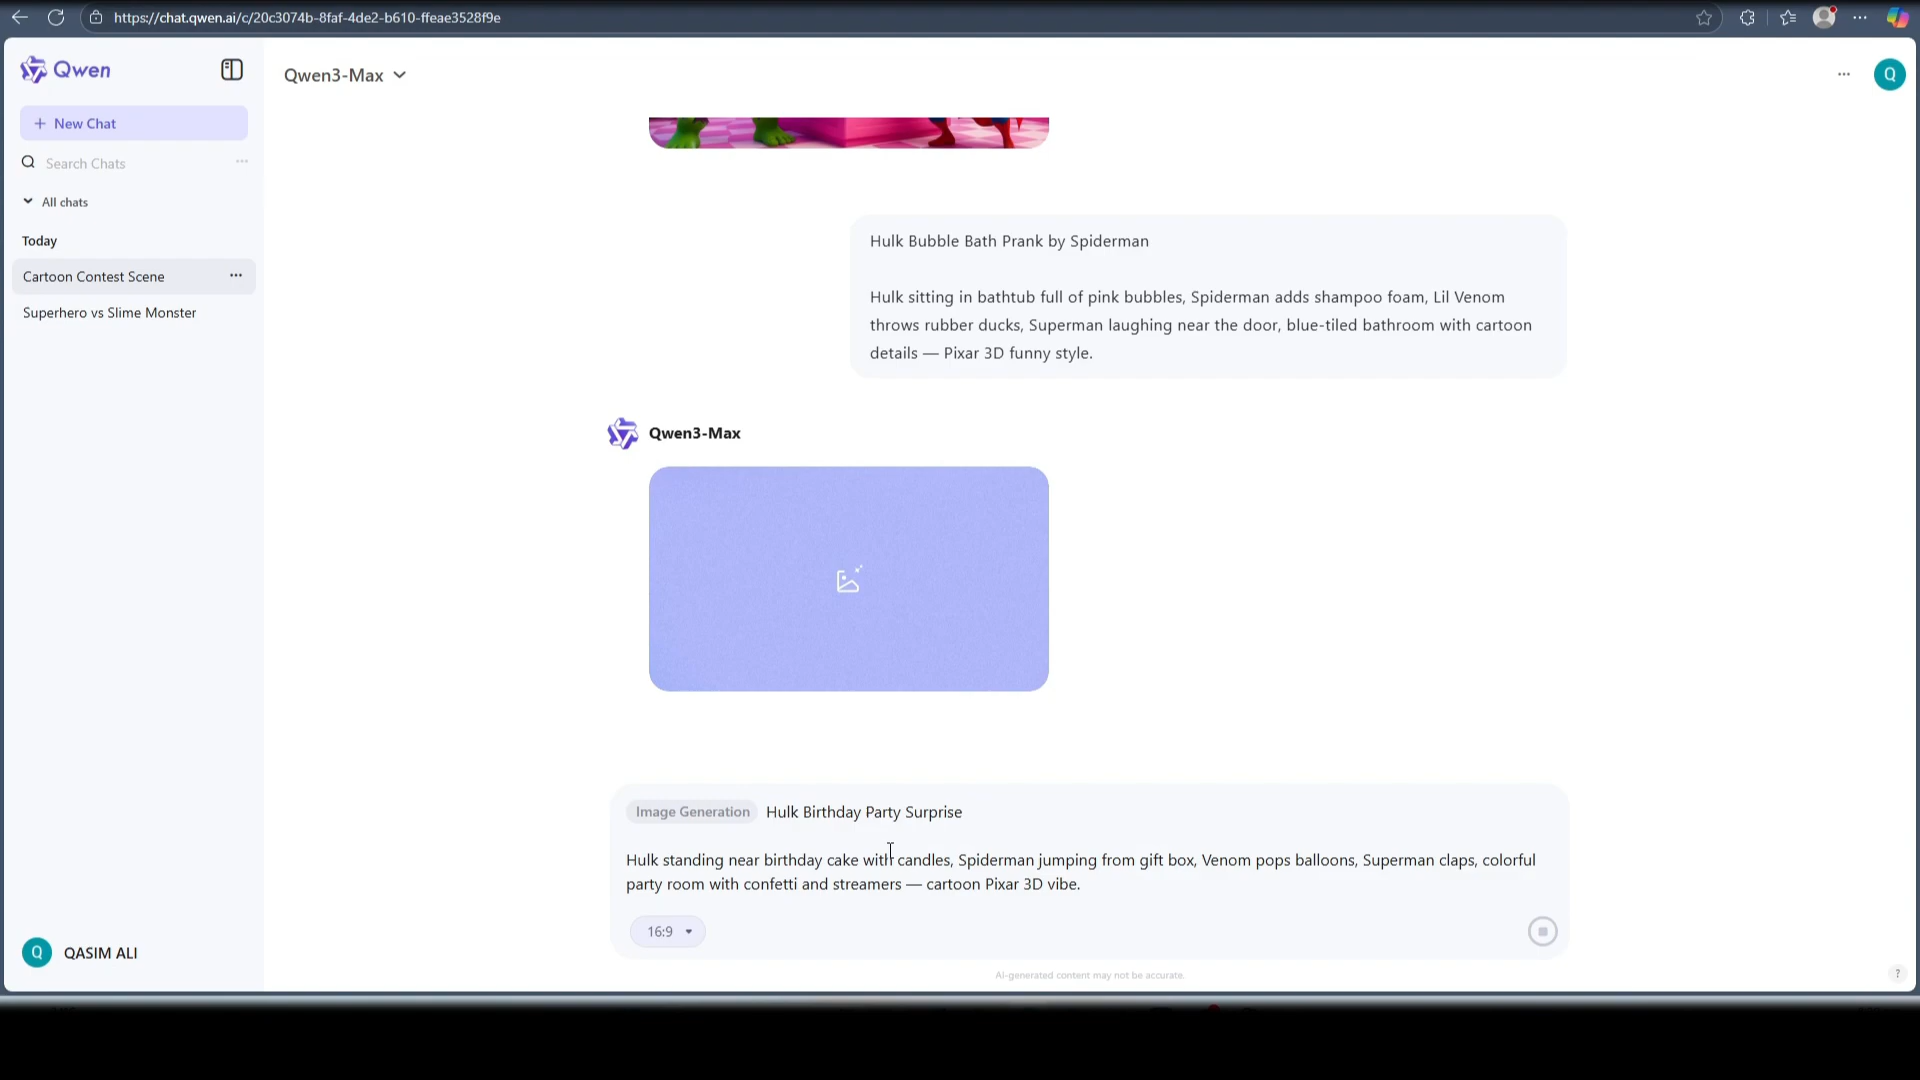 https://chat.qwen.ai/c/20c3074b-8faf-4de2-b610-ffeae3528f9e
Qwen
Qwen3-Max
Q
+ New Chat
Search Chats
All chats
Today
Cartoon Contest Scene
Superhero vs Slime Monster
Hulk Bubble Bath Prank by Spiderman
Hulk sitting in bathtub full of pink bubbles, Spiderman adds shampoo foam, Lil Venom
throws rubber ducks, Superman laughing near the door, blue-tiled bathroom with cartoon
details — Pixar 3D funny style.
Qwen3-Max
Image Generation Hulk Birthday Party Surprise
Hulk standing near birthday cake with candles, Spiderman jumping from gift box, Venom pops balloons, Superman claps, colorful
party room with confetti and streamers — cartoon Pixar 3D vibe.
16:9
Q QASIM ALI
AI-generated content may not be accurate.
?